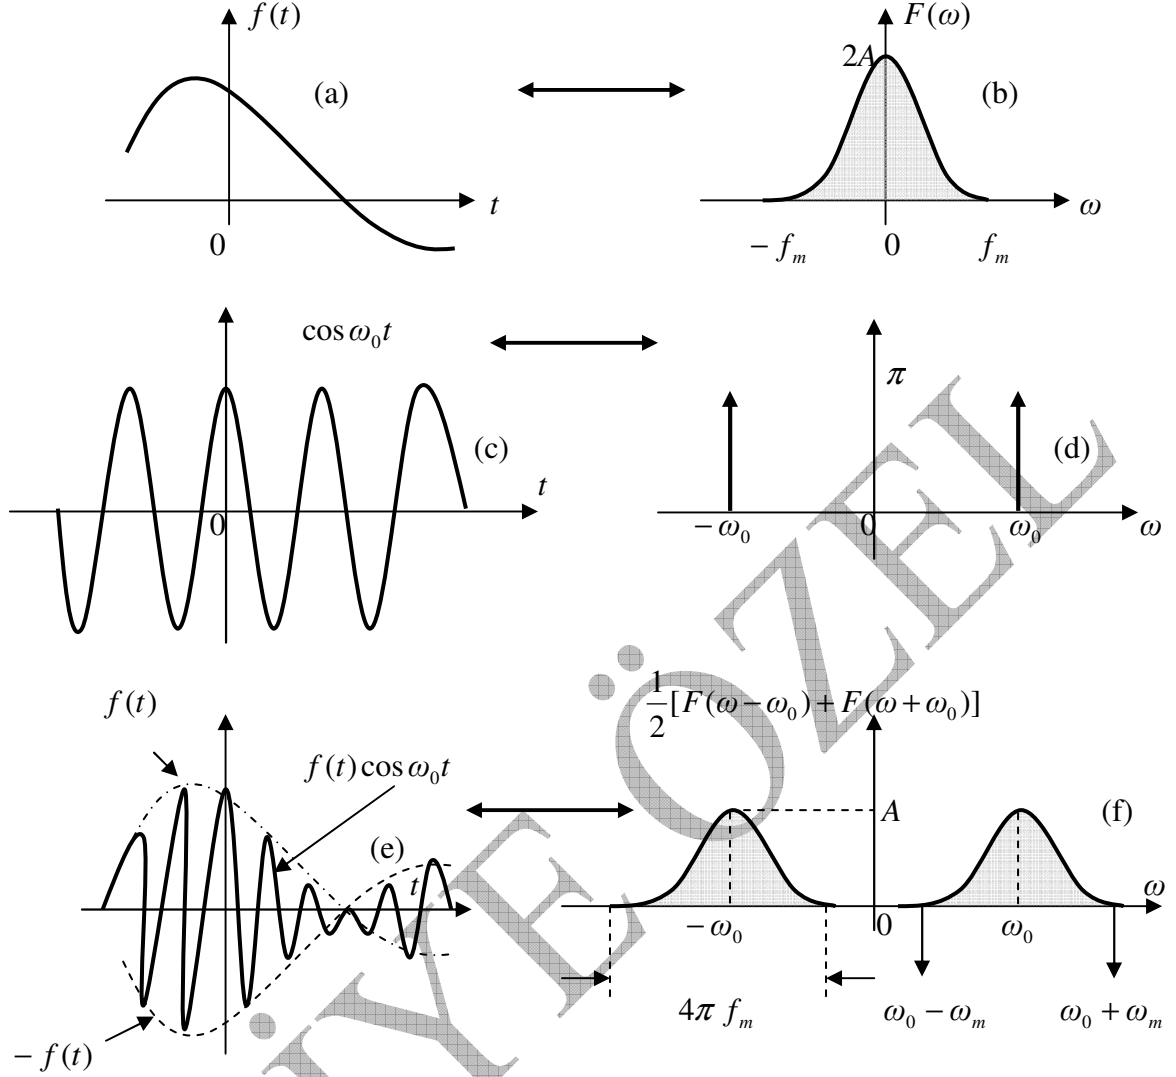 f(t)
F(ω)
2A
(a)
(b)
t
ω
0
− f_m
0
f_m
cos ω₀t
π
(c)
(d)
t
0
−ω₀
0
ω₀
ω
½[F(ω − ω₀) + F(ω + ω₀)]
f(t)
f(t) cos ω₀t
A
(f)
(e)
t
ω
−ω₀
0
ω₀
4π f_m
ω₀ − ω_m
ω₀ + ω_m
− f(t)
İYE ÖZEL